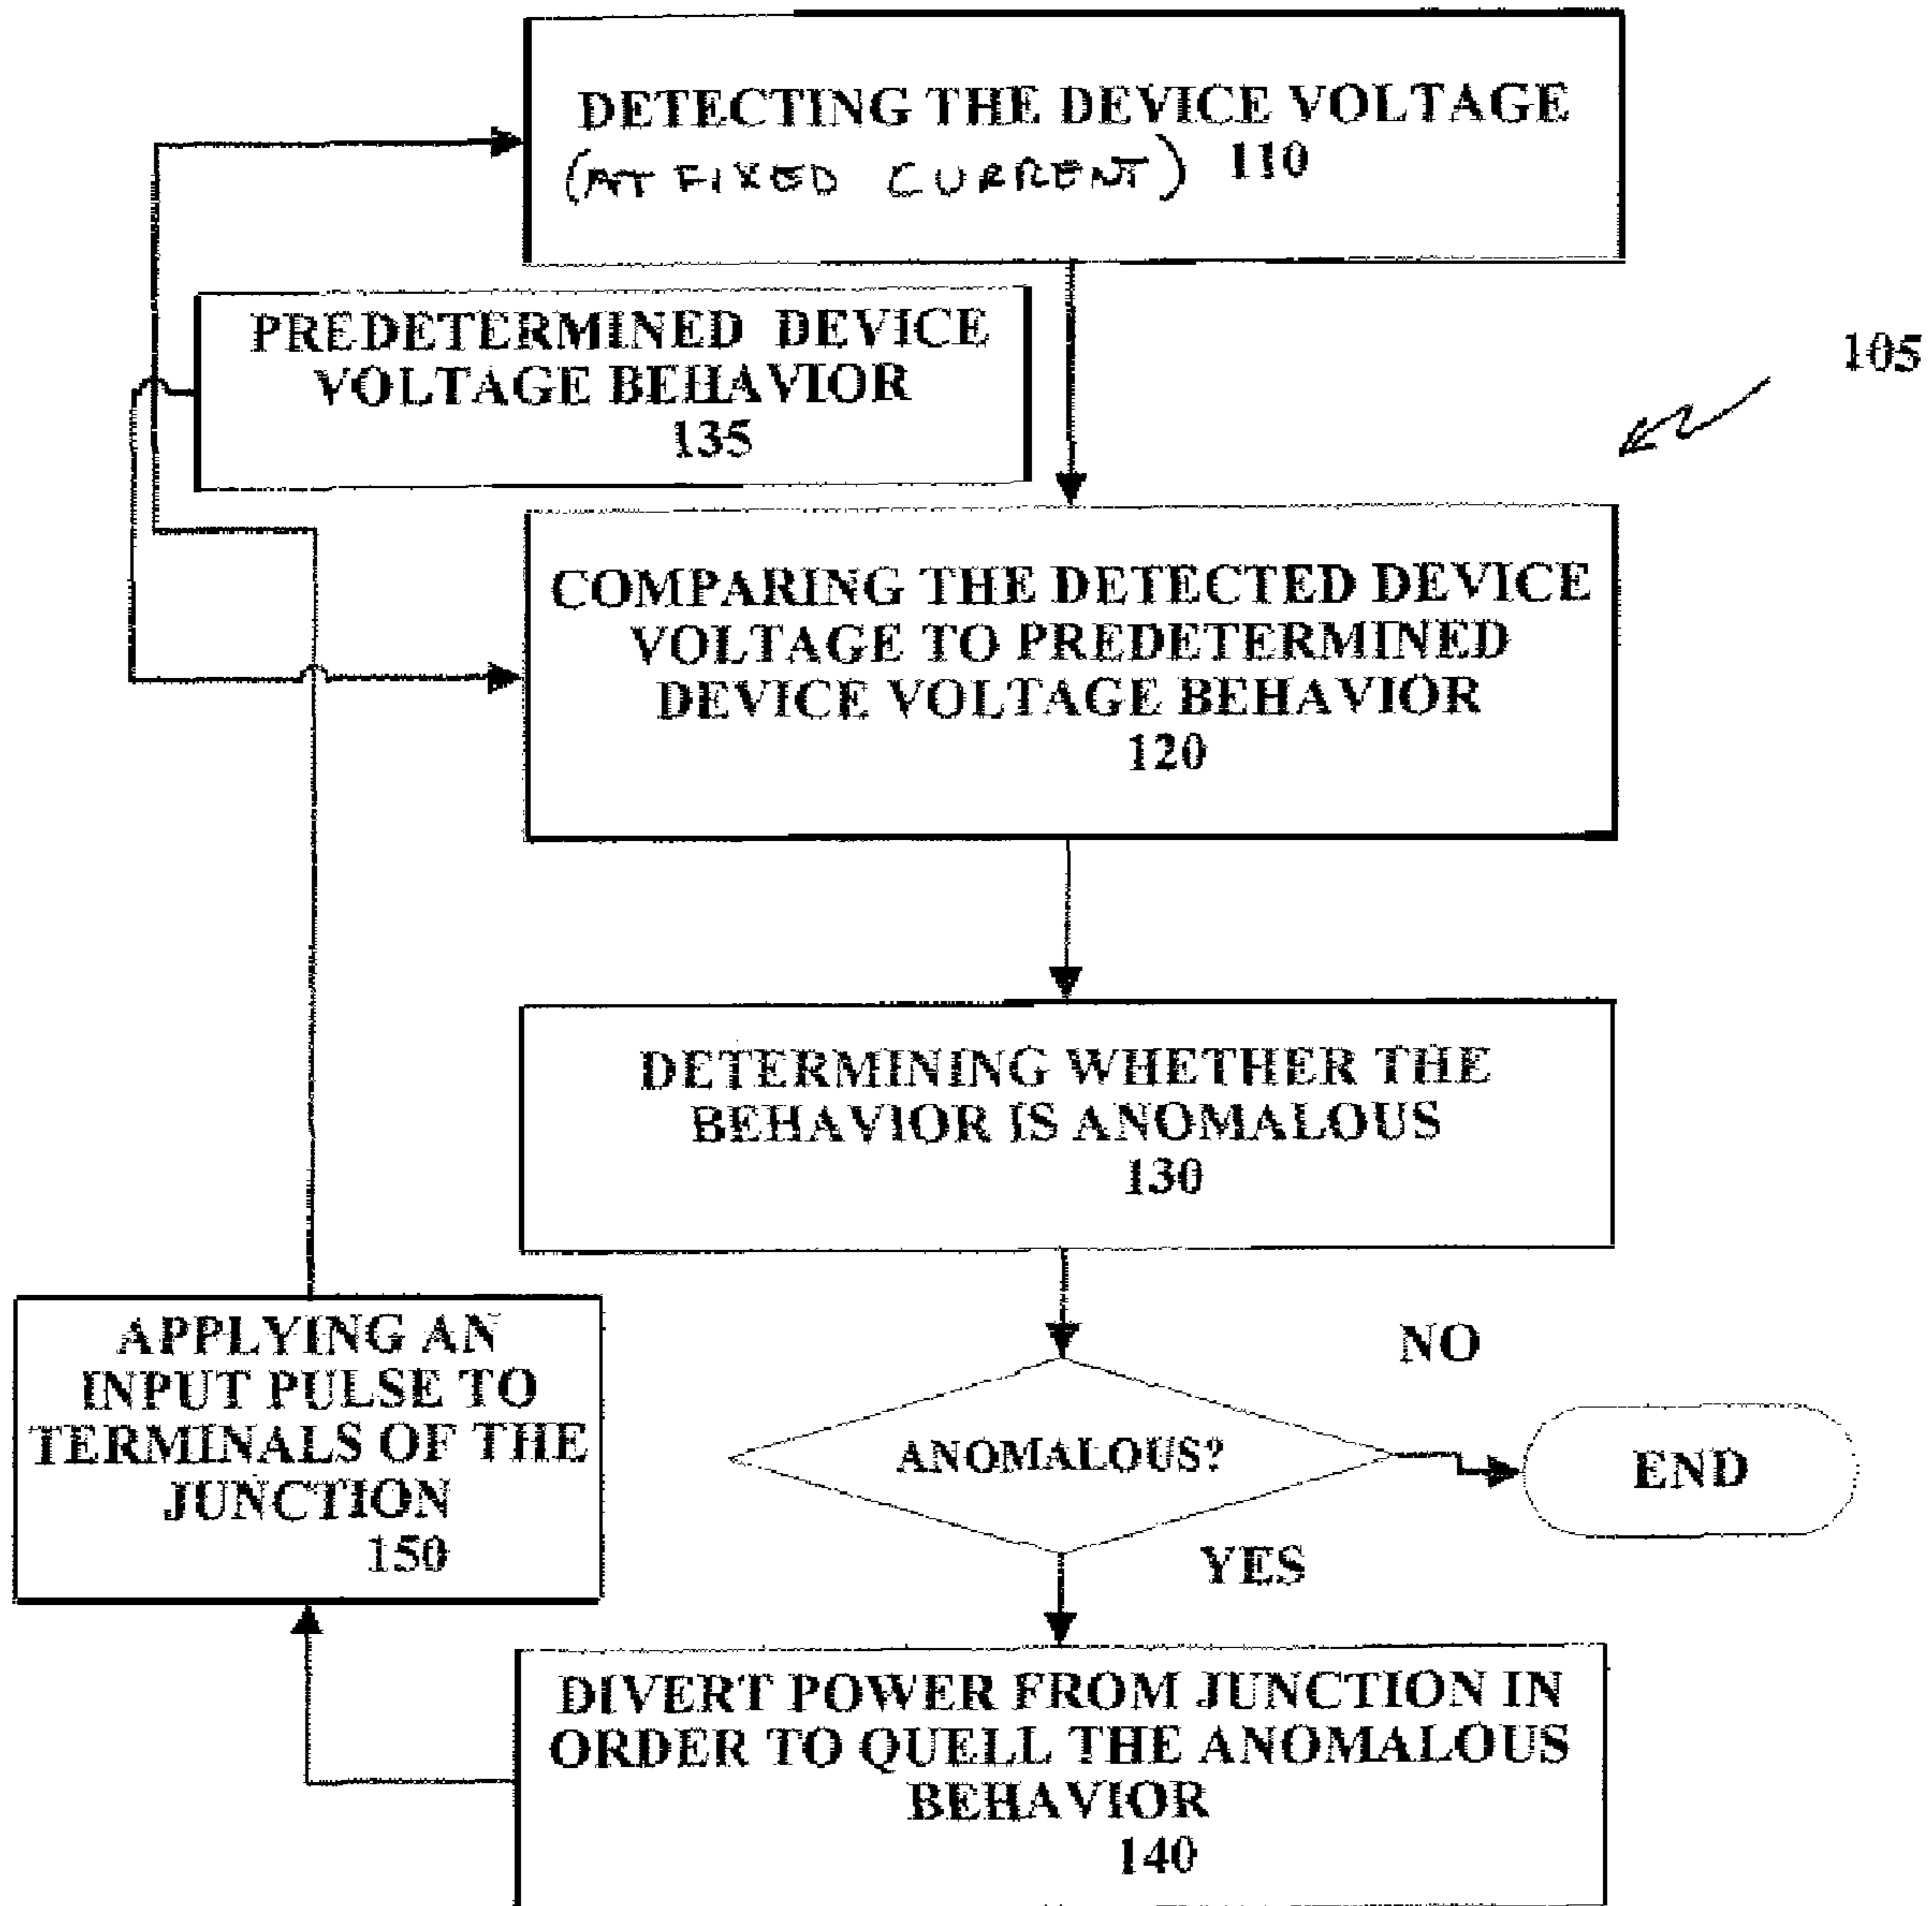 DETECTING THE DEVICE VOLTAGE
(AT FIXED CURRENT) 110
PREDETERMINED DEVICE
VOLTAGE BEHAVIOR
135
105
COMPARING THE DETECTED DEVICE
VOLTAGE TO PREDETERMINED
DEVICE VOLTAGE BEHAVIOR
120
DETERMINING WHETHER THE
BEHAVIOR IS ANOMALOUS
130
APPLYING AN
INPUT PULSE TO
TERMINALS OF THE
JUNCTION
150
NO
ANOMALOUS?
END
YES
DIVERT POWER FROM JUNCTION IN
ORDER TO QUELL THE ANOMALOUS
BEHAVIOR
140